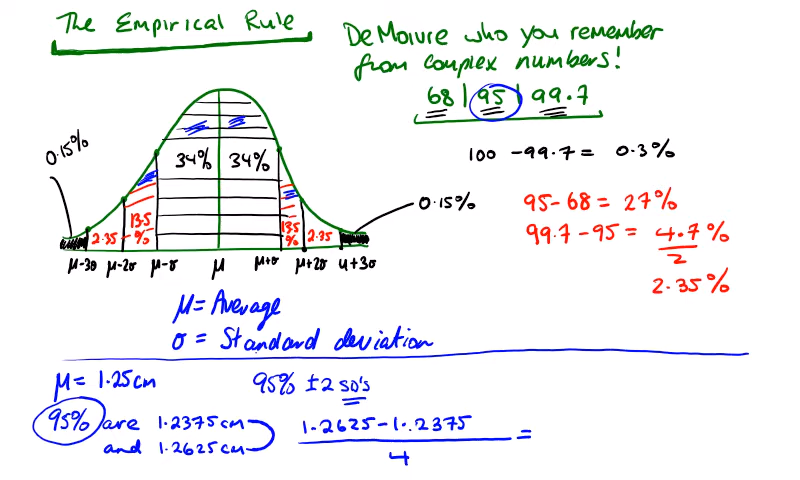 The Empirical Rule
DeMoivre who you remember
from complex numbers!
68 | 95 | 99.7
100 - 99.7 = 0.3%
0.15%
34% 34%
0.15%
95 - 68 = 27%
99.7 - 95 = 4.7%
2
2.35%
2.35 13.5% 13.5% 2.35
μ-3σ μ-2σ μ-σ μ μ+σ μ+2σ u+3σ
μ = Average
σ = Standard deviation
μ = 1.25cm
95% ±2 SD's
95% are 1.2375cm
and 1.2625cm
1.2625 - 1.2375 =
4